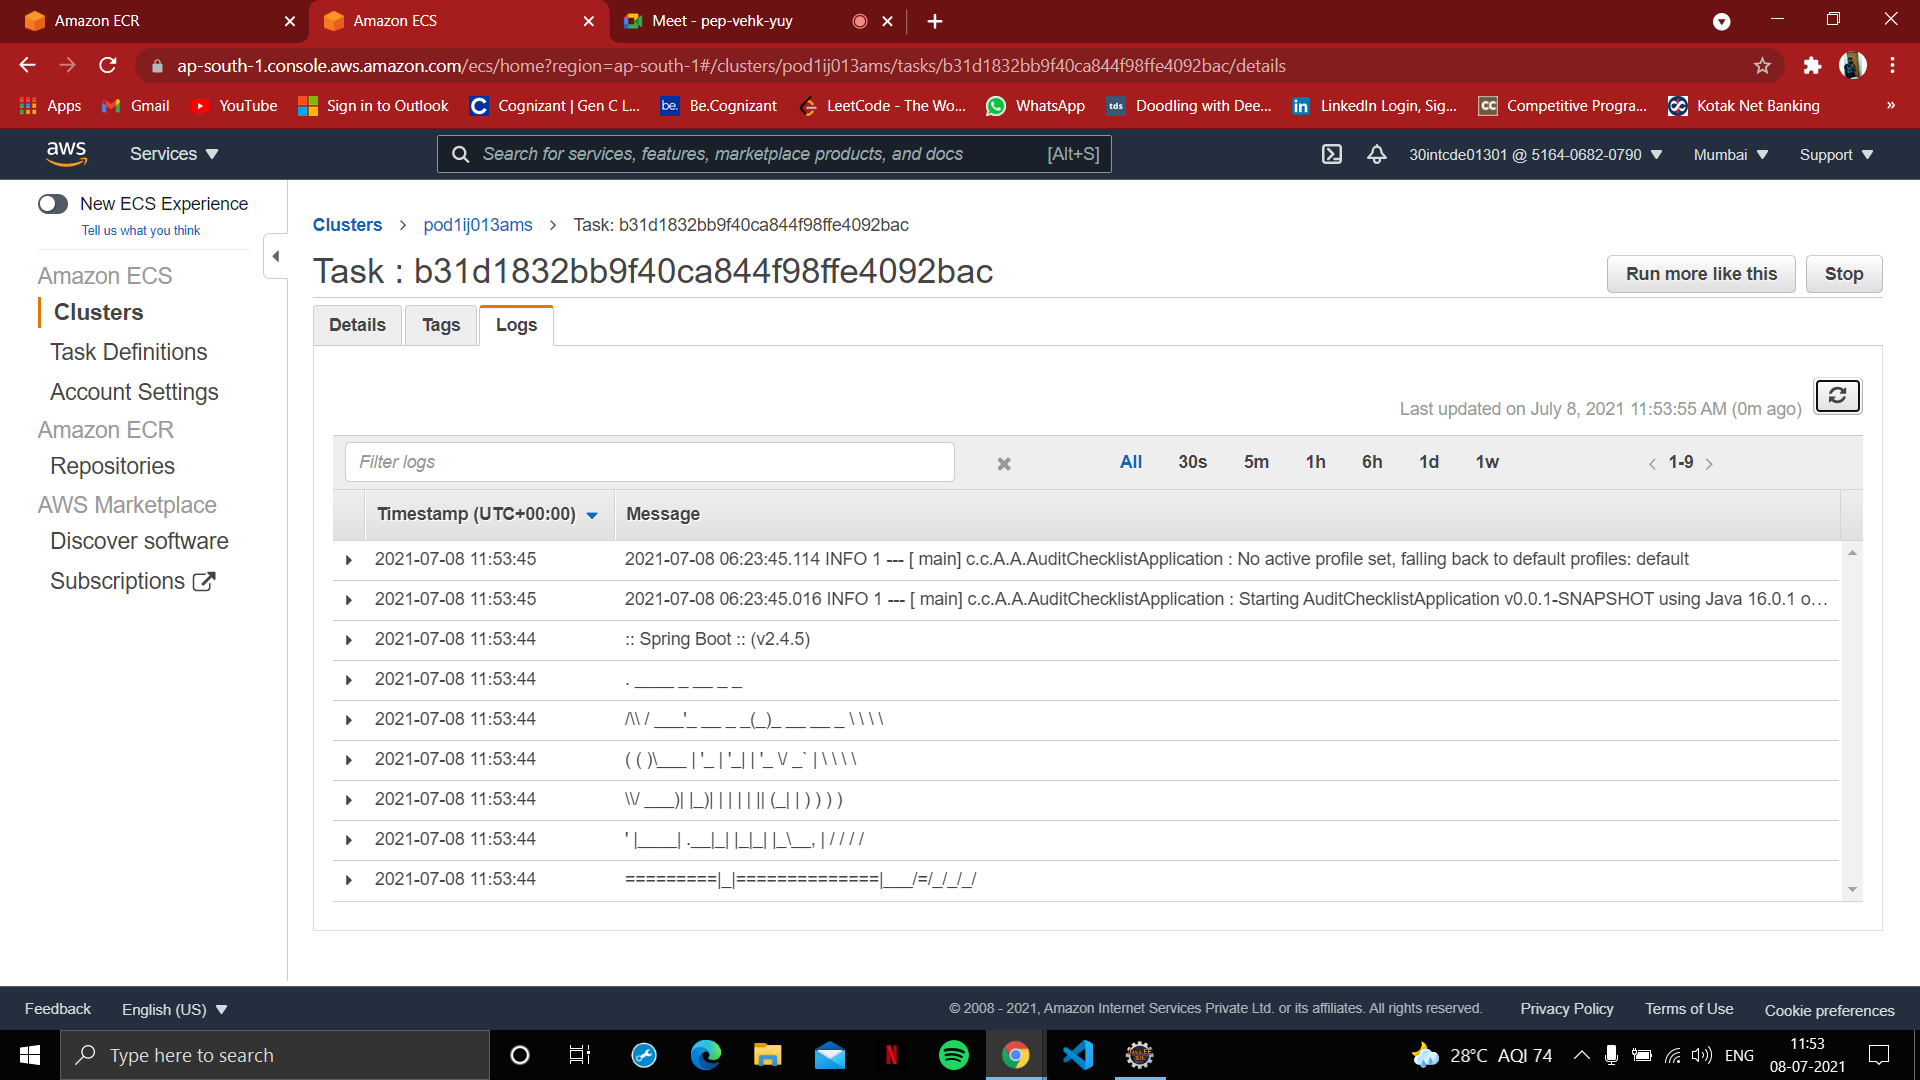 Amazon ECR
Amazon ECS
Meet - pep-vehk-yuy
ap-south-1.console.aws.amazon.com/ecs/home?region=ap-south-1#/clusters/pod1ij013ams/tasks/b31d1832bb9f40ca844f98ffe4092bac/details
Apps Gmail YouTube Sign in to Outlook Cognizant | Gen C L... Be.Cognizant LeetCode - The Wo... WhatsApp Doodling with Dee... LinkedIn Login, Sig... Competitive Progra... Kotak Net Banking »
aws Services Search for services, features, marketplace products, and docs [Alt+S] 30intcde01301 @ 5164-0682-0790 Mumbai Support
New ECS Experience
Tell us what you think
Amazon ECS
Clusters
Task Definitions
Account Settings
Amazon ECR
Repositories
AWS Marketplace
Discover software
Subscriptions
Clusters > pod1ij013ams > Task: b31d1832bb9f40ca844f98ffe4092bac
Task : b31d1832bb9f40ca844f98ffe4092bac
Run more like this Stop
Details Tags Logs
Last updated on July 8, 2021 11:53:55 AM (0m ago)
Filter logs All 30s 5m 1h 6h 1d 1w < 1-9 >
Timestamp (UTC+00:00) Message
2021-07-08 11:53:45 2021-07-08 06:23:45.114 INFO 1 --- [ main] c.c.A.A.AuditChecklistApplication : No active profile set, falling back to default profiles: default
2021-07-08 11:53:45 2021-07-08 06:23:45.016 INFO 1 --- [ main] c.c.A.A.AuditChecklistApplication : Starting AuditChecklistApplication v0.0.1-SNAPSHOT using Java 16.0.1 o...
2021-07-08 11:53:44 :: Spring Boot :: (v2.4.5)
2021-07-08 11:53:44 . ____ _ __ _ _
2021-07-08 11:53:44 /\\ / ___'_ __ _ _(_)_ __ __ _ \ \ \ \
2021-07-08 11:53:44 ( ( )\___ | '_ | '_| | '_ \/ _` | \ \ \ \
2021-07-08 11:53:44 \\/ ___)| |_)| | | | | || (_| | ) ) ) )
2021-07-08 11:53:44 ' |____| .__|_| |_|_| |_\__, | / / / /
2021-07-08 11:53:44 =========|_|==============|___/=/_/_/_/
Feedback English (US) © 2008 - 2021, Amazon Internet Services Private Ltd. or its affiliates. All rights reserved. Privacy Policy Terms of Use Cookie preferences
Type here to search 28°C AQI 74 ENG 11:53
08-07-2021